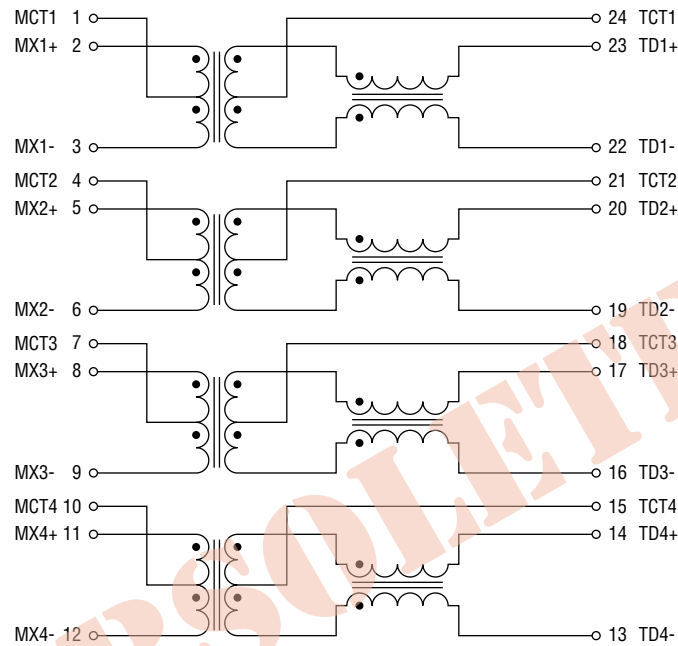 MCT1 1 24 TCT1
MX1+ 2 23 TD1+
MX1- 3 22 TD1-
MCT2 4 21 TCT2
MX2+ 5 20 TD2+
MX2- 6 19 TD2-
MCT3 7 18 TCT3
MX3+ 8 17 TD3+
MX3- 9 16 TD3-
MCT4 10 15 TCT4
MX4+ 11 14 TD4+
MX4- 12 13 TD4-